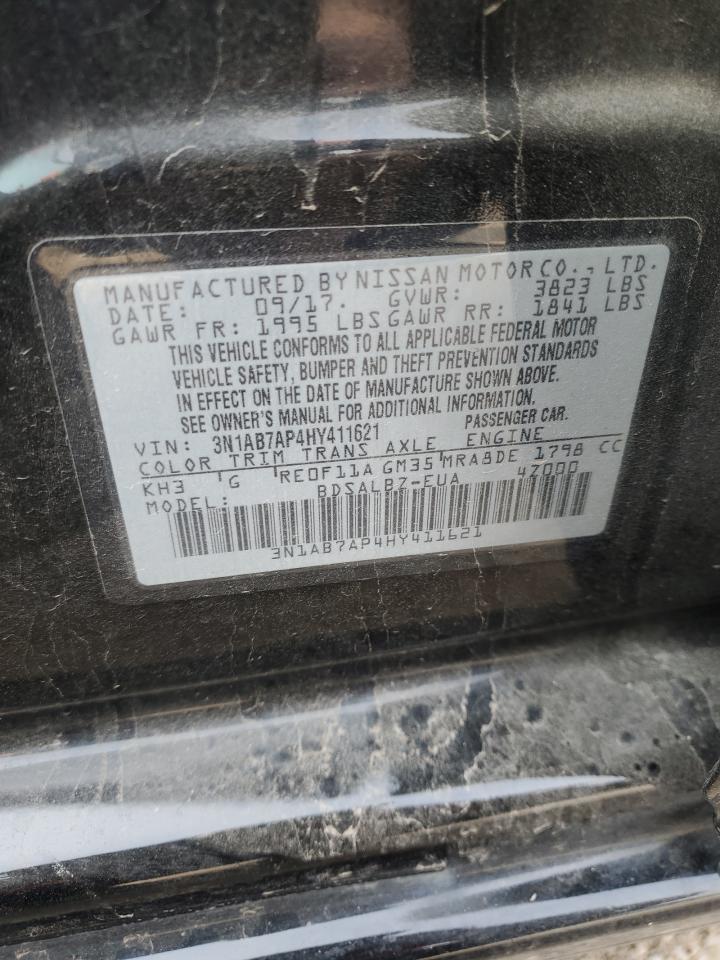 MANUFACTURED BY NISSAN MOTOR CO., LTD.
DATE: 09/17. GVWR: 3823 LBS
GAWR FR: 1995 LBS GAWR RR: 1841 LBS
THIS VEHICLE CONFORMS TO ALL APPLICABLE FEDERAL MOTOR
VEHICLE SAFETY, BUMPER AND THEFT PREVENTION STANDARDS
IN EFFECT ON THE DATE OF MANUFACTURE SHOWN ABOVE.
SEE OWNER'S MANUAL FOR ADDITIONAL INFORMATION.
VIN: 3N1AB7AP4HY411621 PASSENGER CAR.
COLOR TRIM TRANS AXLE ENGINE
KH3 G RE0F11A GM35 MRA8DE 1798 CC
MODEL: BDSALBZ-EUA 47000
3N1AB7AP4HY411621